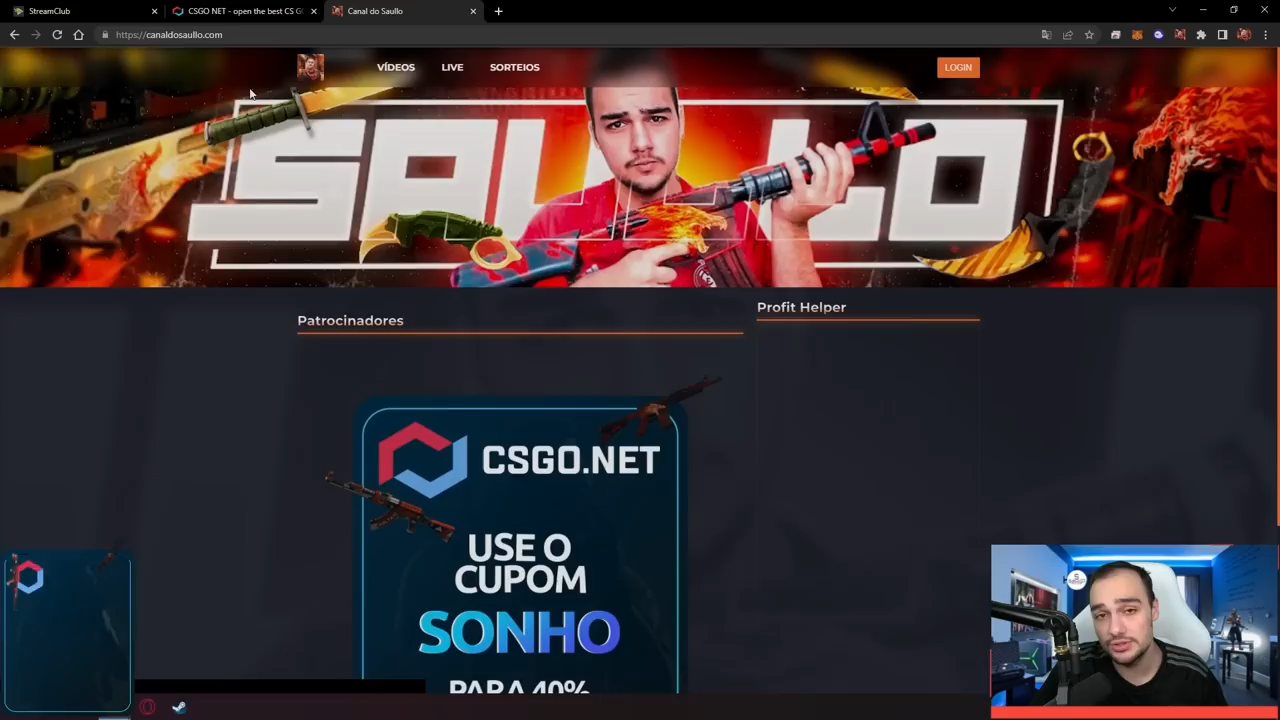 StreamClub
CSGO NET - open the best CS G
Canal do Saullo
https://canaldosaullo.com
VÍDEOS
LIVE
SORTEIOS
LOGIN
SAULLO
Patrocinadores
Profit Helper
CSGO.NET
USE O
CUPOM
SONHO
PARA 40%